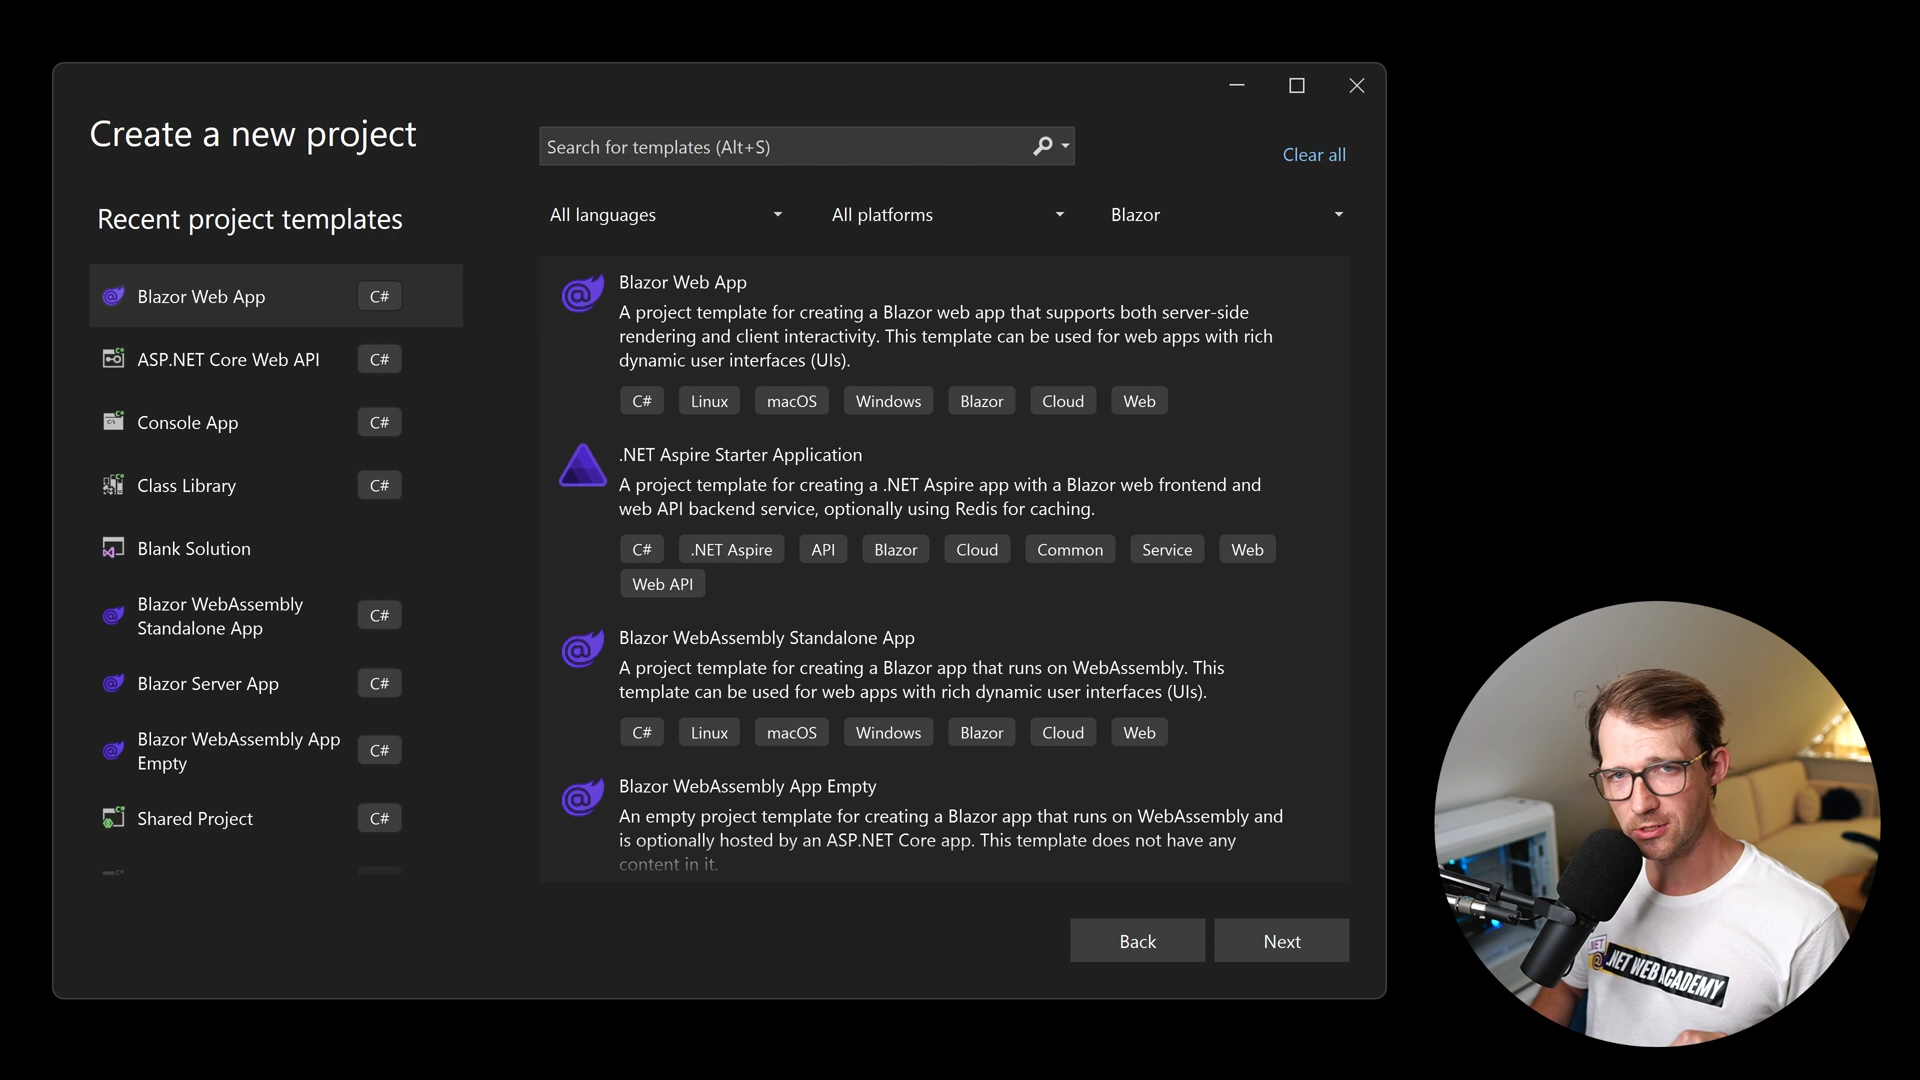 Create a new project
Search for templates (Alt+S)
Clear all
Recent project templates
All languages
All platforms
Blazor
Blazor Web App
C#
ASP.NET Core Web API
C#
Console App
C#
Class Library
C#
Blank Solution
Blazor WebAssembly
Standalone App
C#
Blazor Server App
C#
Blazor WebAssembly App
Empty
C#
Shared Project
C#
Blazor Web App
A project template for creating a Blazor web app that supports both server-side
rendering and client interactivity. This template can be used for web apps with rich
dynamic user interfaces (UIs).
C# Linux macOS Windows Blazor Cloud Web
.NET Aspire Starter Application
A project template for creating a .NET Aspire app with a Blazor web frontend and
web API backend service, optionally using Redis for caching.
C# .NET Aspire API Blazor Cloud Common Service Web
Web API
Blazor WebAssembly Standalone App
A project template for creating a Blazor app that runs on WebAssembly. This
template can be used for web apps with rich dynamic user interfaces (UIs).
C# Linux macOS Windows Blazor Cloud Web
Blazor WebAssembly App Empty
An empty project template for creating a Blazor app that runs on WebAssembly and
is optionally hosted by an ASP.NET Core app. This template does not have any
content in it.
Back
Next
.NET
.NET WEB ACADEMY